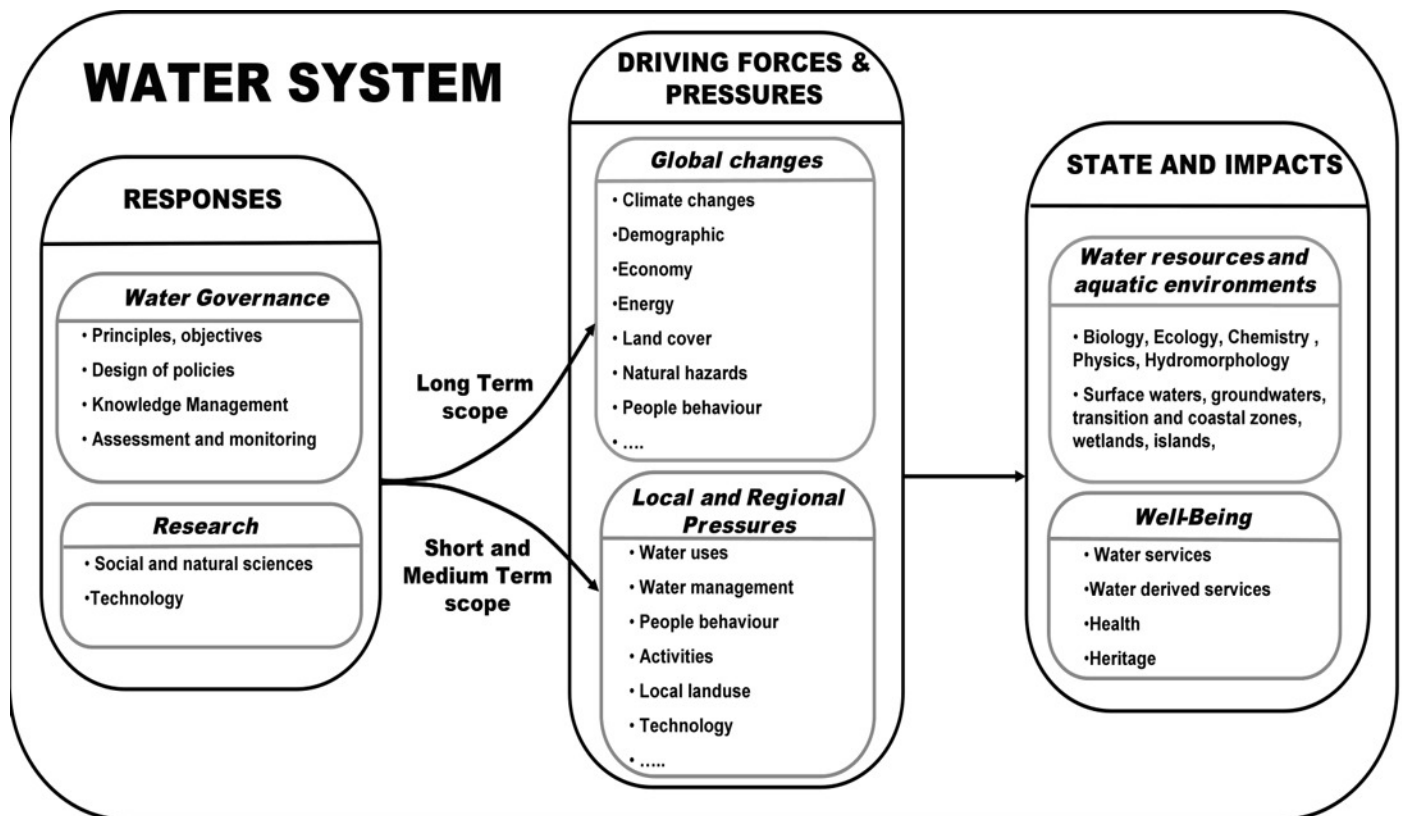 WATER SYSTEM
RESPONSES
Water Governance
• Principles, objectives
• Design of policies
• Knowledge Management
• Assessment and monitoring
Research
• Social and natural sciences
•Technology
Long Term
scope
Short and
Medium Term
scope
DRIVING FORCES &
PRESSURES
Global changes
• Climate changes
•Demographic
•Economy
•Energy
• Land cover
• Natural hazards
• People behaviour
• ....
Local and Regional
Pressures
• Water uses
• Water management
• People behaviour
• Activities
• Local landuse
• Technology
• .....
STATE AND IMPACTS
Water resources and
aquatic environments
• Biology, Ecology, Chemistry ,
Physics, Hydromorphology
• Surface waters, groundwaters,
transition and coastal zones,
wetlands, islands,
Well-Being
• Water services
•Water derived services
•Health
•Heritage